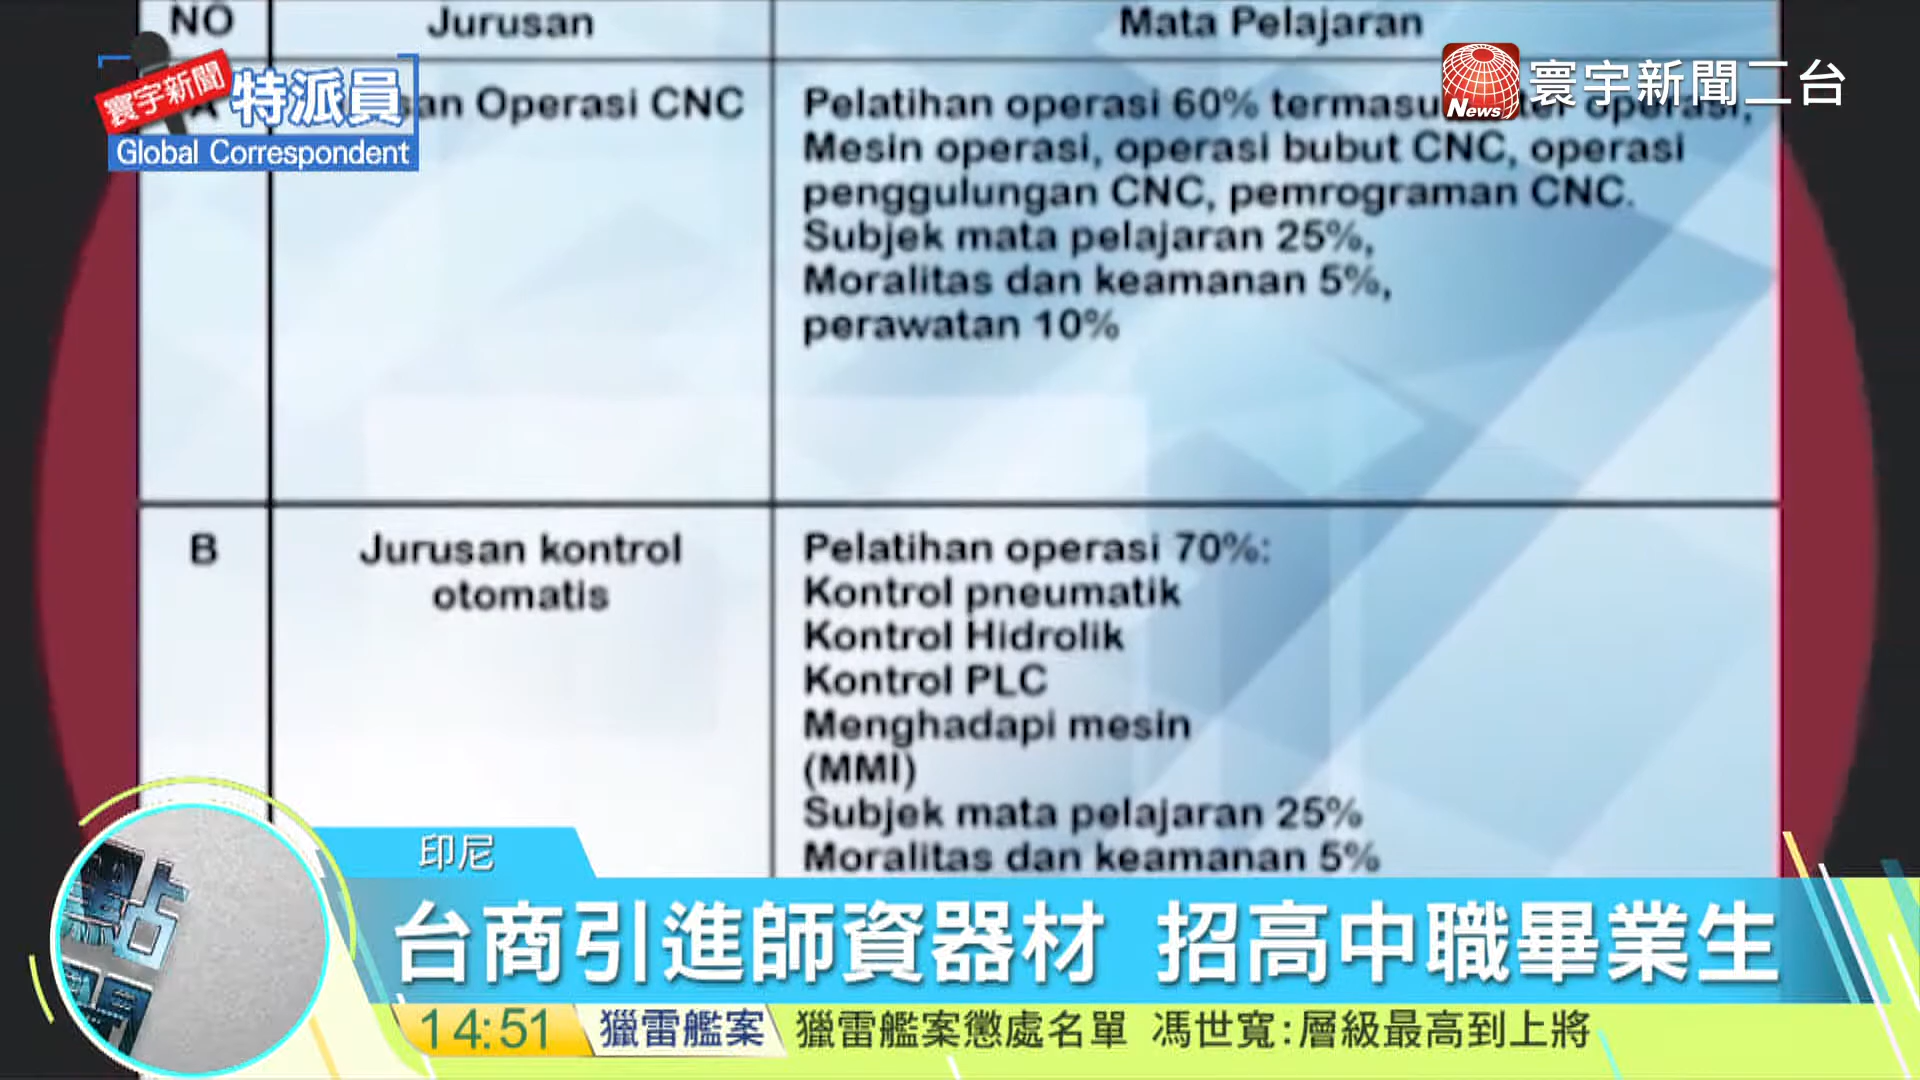 NO
Jurusan
Mata Pelajaran
寰宇新聞
特派員
Global Correspondent
News
寰宇新聞二台
Operasi CNC
Pelatihan operasi 60%
operasi,
Mesin operasi, operasi bubut CNC, operasi
penggulungan CNC, pemrograman CNC.
Subjek mata pelajaran 25%,
Moralitas dan keamanan 5%,
perawatan 10%
B
Jurusan kontrol
otomatis
Pelatihan operasi 70%:
Kontrol pneumatik
Kontrol Hidrolik
Kontrol PLC
Menghadapi mesin
(MMI)
Subjek mata pelajaran 25%
Moralitas dan keamanan 5%
印尼
台商引進師資器材 招高中職畢業生
14:51
獵雷艦案
獵雷艦案懲處名單 馮世寬:層級最高到上將